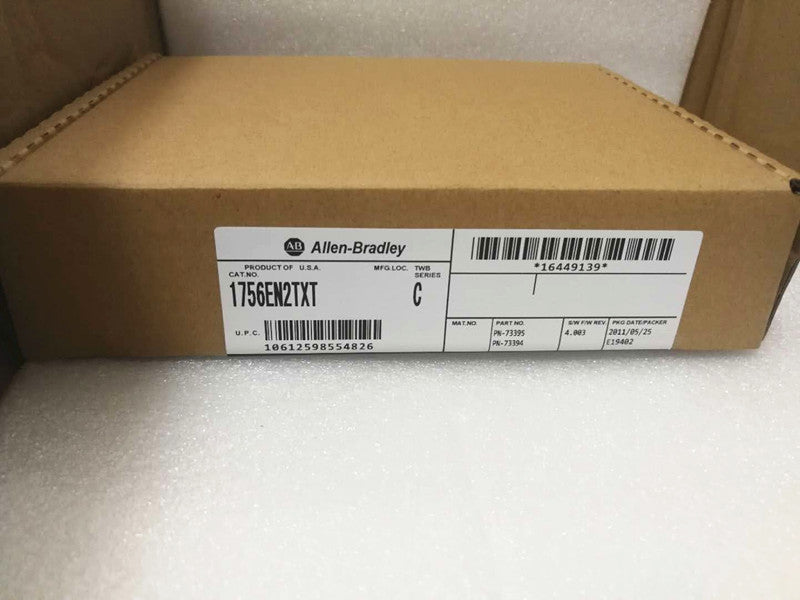 AB Allen-Bradley
PRODUCT OF U.S.A. MFG.LOC. TWB
CAT.NO. SERIES
1756EN2TXT C
U.P.C.
10612598554826
*16449139*
MAT.NO. PART NO. S/W F/W REV PKG DATE/PACKER
PN-73395 4.003 2011/05/25
PN-73394 E19402